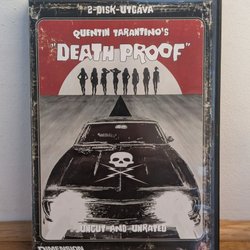 2-DISK-UTGÅVA
QUENTIN TARANTINO'S
"DEATH PROOF"
UNCUT AND UNRATED
DIMENSION